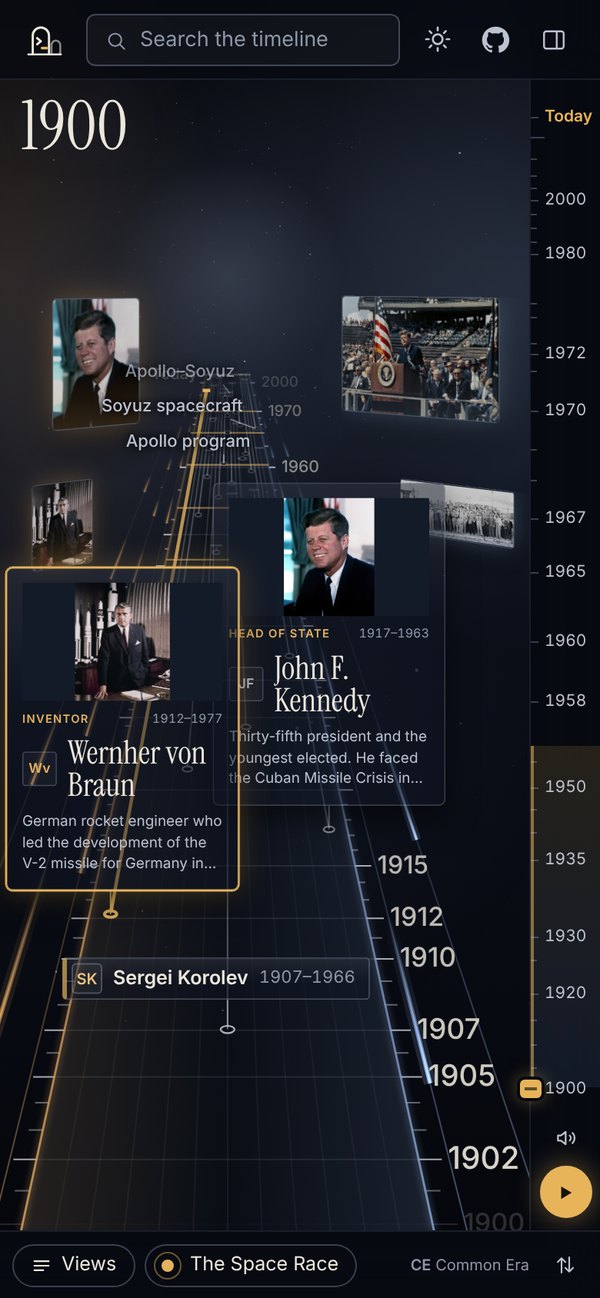 Search the timeline
1900
Today
2000
1980
1972
1970
1967
1965
1960
1958
1950
1935
1930
1920
1900
Apollo–Soyuz
2000
Soyuz spacecraft
1970
Apollo program
1960
HEAD OF STATE
1917–1963
JF
John F.
Kennedy
Thirty-fifth president and the
youngest elected. He faced
the Cuban Missile Crisis in...
INVENTOR
1912–1977
Wv
Wernher von
Braun
German rocket engineer who
led the development of the
V-2 missile for Germany in...
1915
1912
1910
SK
Sergei Korolev
1907–1966
1907
1905
1902
1900
Views
The Space Race
CE Common Era